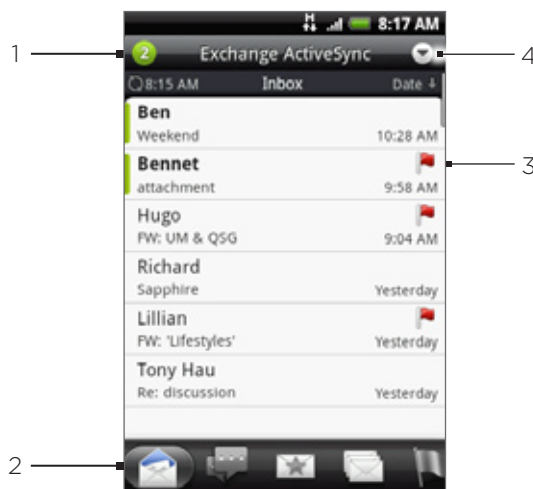 H 8:17 AM
1 2 Exchange ActiveSync 4
8:15 AM Inbox Date
Ben
Weekend 10:28 AM
Bennet
3
attachment 9:58 AM
Hugo
FW: UM & QSG 9:04 AM
Richard
Sapphire Yesterday
Lillian
FW: 'Lifestyles' Yesterday
Tony Hau
Re: discussion Yesterday
2